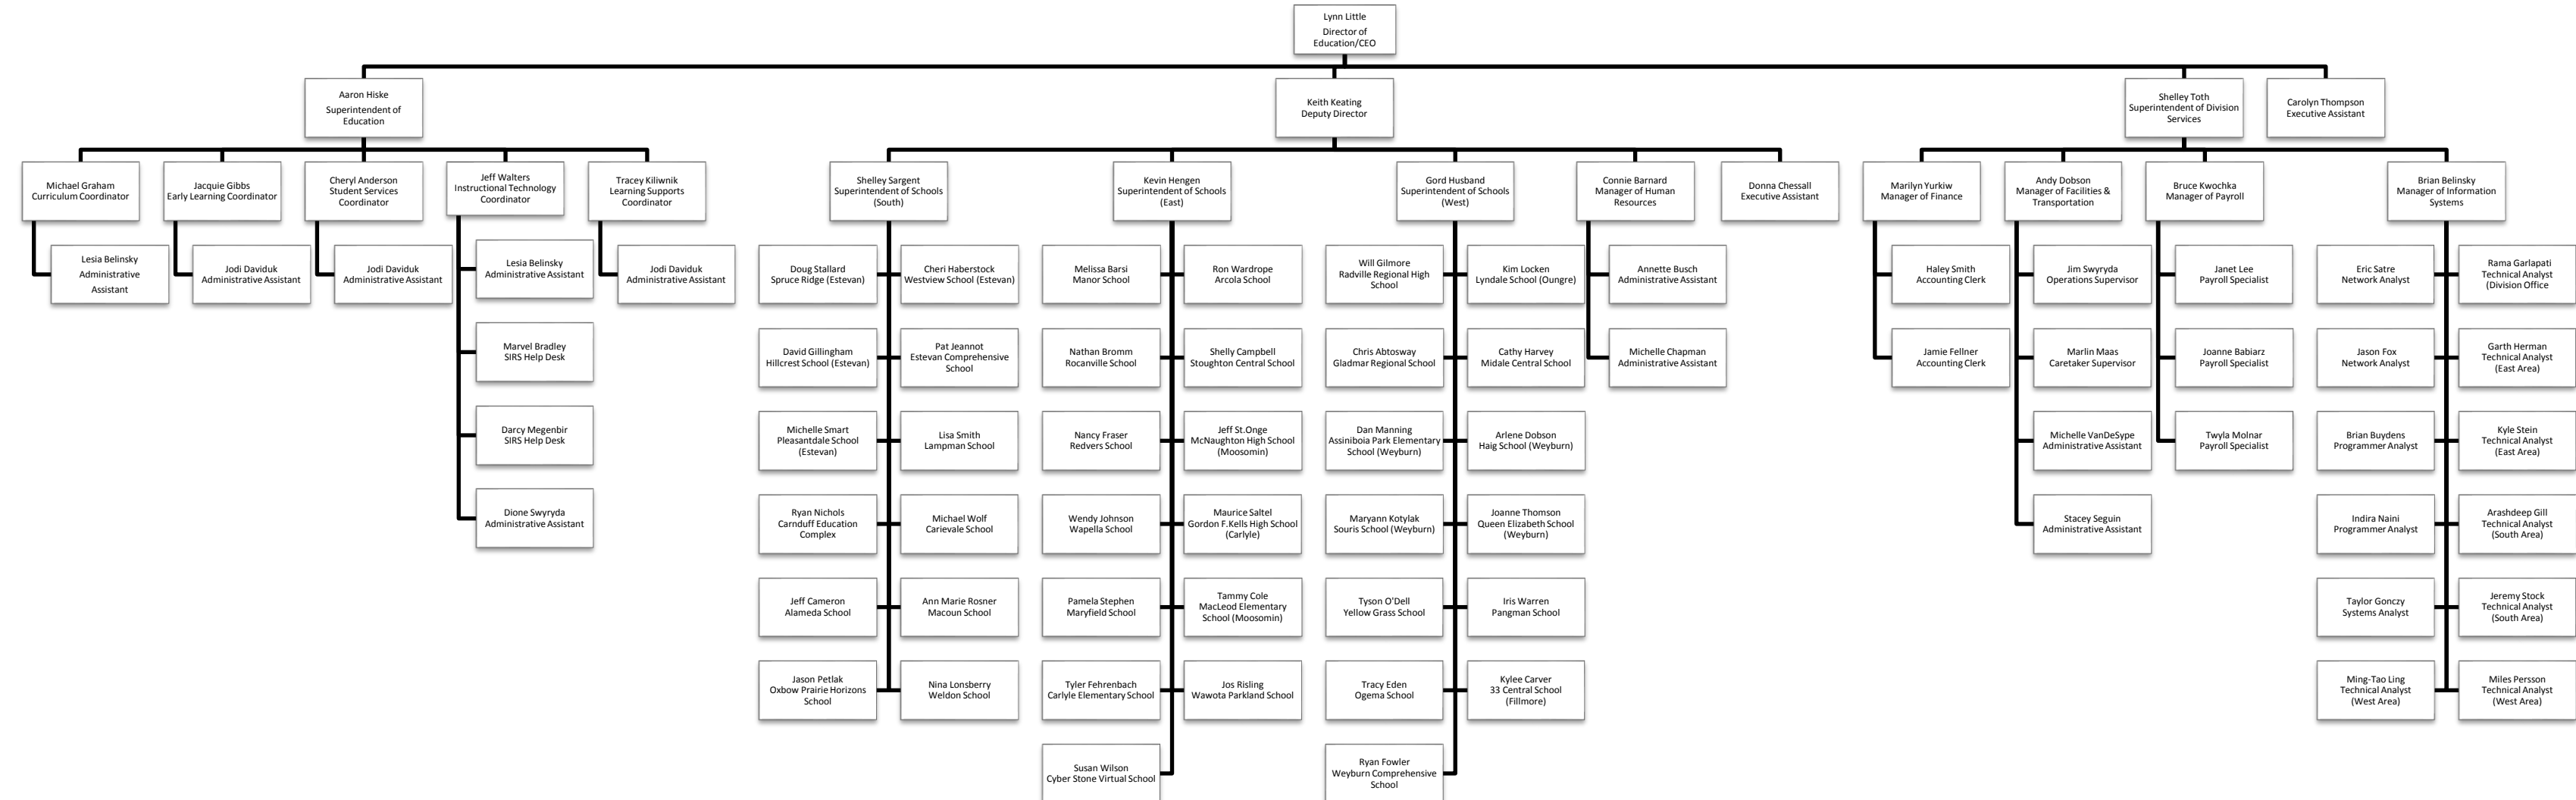 Lynn Little
Director of
Education/CEO
Aaron Hiske
Superintendent of
Education
Keith Keating
Deputy Director
Shelley Toth
Superintendent of Division
Services
Carolyn Thompson
Executive Assistant
Michael Graham
Curriculum Coordinator
Jacquie Gibbs
Early Learning Coordinator
Cheryl Anderson
Student Services
Coordinator
Jeff Walters
Instructional Technology
Coordinator
Tracey Kiliwnik
Learning Supports
Coordinator
Shelley Sargent
Superintendent of Schools
(South)
Kevin Hengen
Superintendent of Schools
(East)
Gord Husband
Superintendent of Schools
(West)
Connie Barnard
Manager of Human
Resources
Donna Chessall
Executive Assistant
Marilyn Yurkiw
Manager of Finance
Andy Dobson
Manager of Facilities &
Transportation
Bruce Kwochka
Manager of Payroll
Brian Belinsky
Manager of Information
Systems
Lesia Belinsky
Administrative
Assistant
Jodi Daviduk
Administrative Assistant
Jodi Daviduk
Administrative Assistant
Lesia Belinsky
Administrative Assistant
Jodi Daviduk
Administrative Assistant
Marvel Bradley
SIRS Help Desk
Darcy Megenbir
SIRS Help Desk
Dione Swyryda
Administrative Assistant
Doug Stallard
Spruce Ridge (Estevan)
Cheri Haberstock
Westview School (Estevan)
David Gillingham
Hillcrest School (Estevan)
Pat Jeannot
Estevan Comprehensive
School
Michelle Smart
Pleasantdale School
(Estevan)
Lisa Smith
Lampman School
Ryan Nichols
Carnduff Education
Complex
Michael Wolf
Carievale School
Jeff Cameron
Alameda School
Ann Marie Rosner
Macoun School
Jason Petlak
Oxbow Prairie Horizons
School
Nina Lonsberry
Weldon School
Melissa Barsi
Manor School
Ron Wardrope
Arcola School
Nathan Bromm
Rocanville School
Shelly Campbell
Stoughton Central School
Nancy Fraser
Redvers School
Jeff St.Onge
McNaughton High School
(Moosomin)
Wendy Johnson
Wapella School
Maurice Saltel
Gordon F.Kells High School
(Carlyle)
Pamela Stephen
Maryfield School
Tammy Cole
MacLeod Elementary
School (Moosomin)
Tyler Fehrenbach
Carlyle Elementary School
Jos Risling
Wawota Parkland School
Susan Wilson
Cyber Stone Virtual School
Will Gilmore
Radville Regional High
School
Kim Locken
Lyndale School (Oungre)
Chris Abtosway
Gladmar Regional School
Cathy Harvey
Midale Central School
Dan Manning
Assiniboia Park Elementary
School (Weyburn)
Arlene Dobson
Haig School (Weyburn)
Maryann Kotylak
Souris School (Weyburn)
Joanne Thomson
Queen Elizabeth School
(Weyburn)
Tyson O'Dell
Yellow Grass School
Iris Warren
Pangman School
Tracy Eden
Ogema School
Kylee Carver
33 Central School
(Fillmore)
Ryan Fowler
Weyburn Comprehensive
School
Annette Busch
Administrative Assistant
Michelle Chapman
Administrative Assistant
Haley Smith
Accounting Clerk
Jamie Fellner
Accounting Clerk
Jim Swyryda
Operations Supervisor
Marlin Maas
Caretaker Supervisor
Michelle VanDeSype
Administrative Assistant
Stacey Seguin
Administrative Assistant
Janet Lee
Payroll Specialist
Joanne Babiarz
Payroll Specialist
Twyla Molnar
Payroll Specialist
Eric Satre
Network Analyst
Rama Garlapati
Technical Analyst
(Division Office
Jason Fox
Network Analyst
Garth Herman
Technical Analyst
(East Area)
Brian Buydens
Programmer Analyst
Kyle Stein
Technical Analyst
(East Area)
Indira Naini
Programmer Analyst
Arashdeep Gill
Technical Analyst
(South Area)
Taylor Gonczy
Systems Analyst
Jeremy Stock
Technical Analyst
(South Area)
Ming-Tao Ling
Technical Analyst
(West Area)
Miles Persson
Technical Analyst
(West Area)